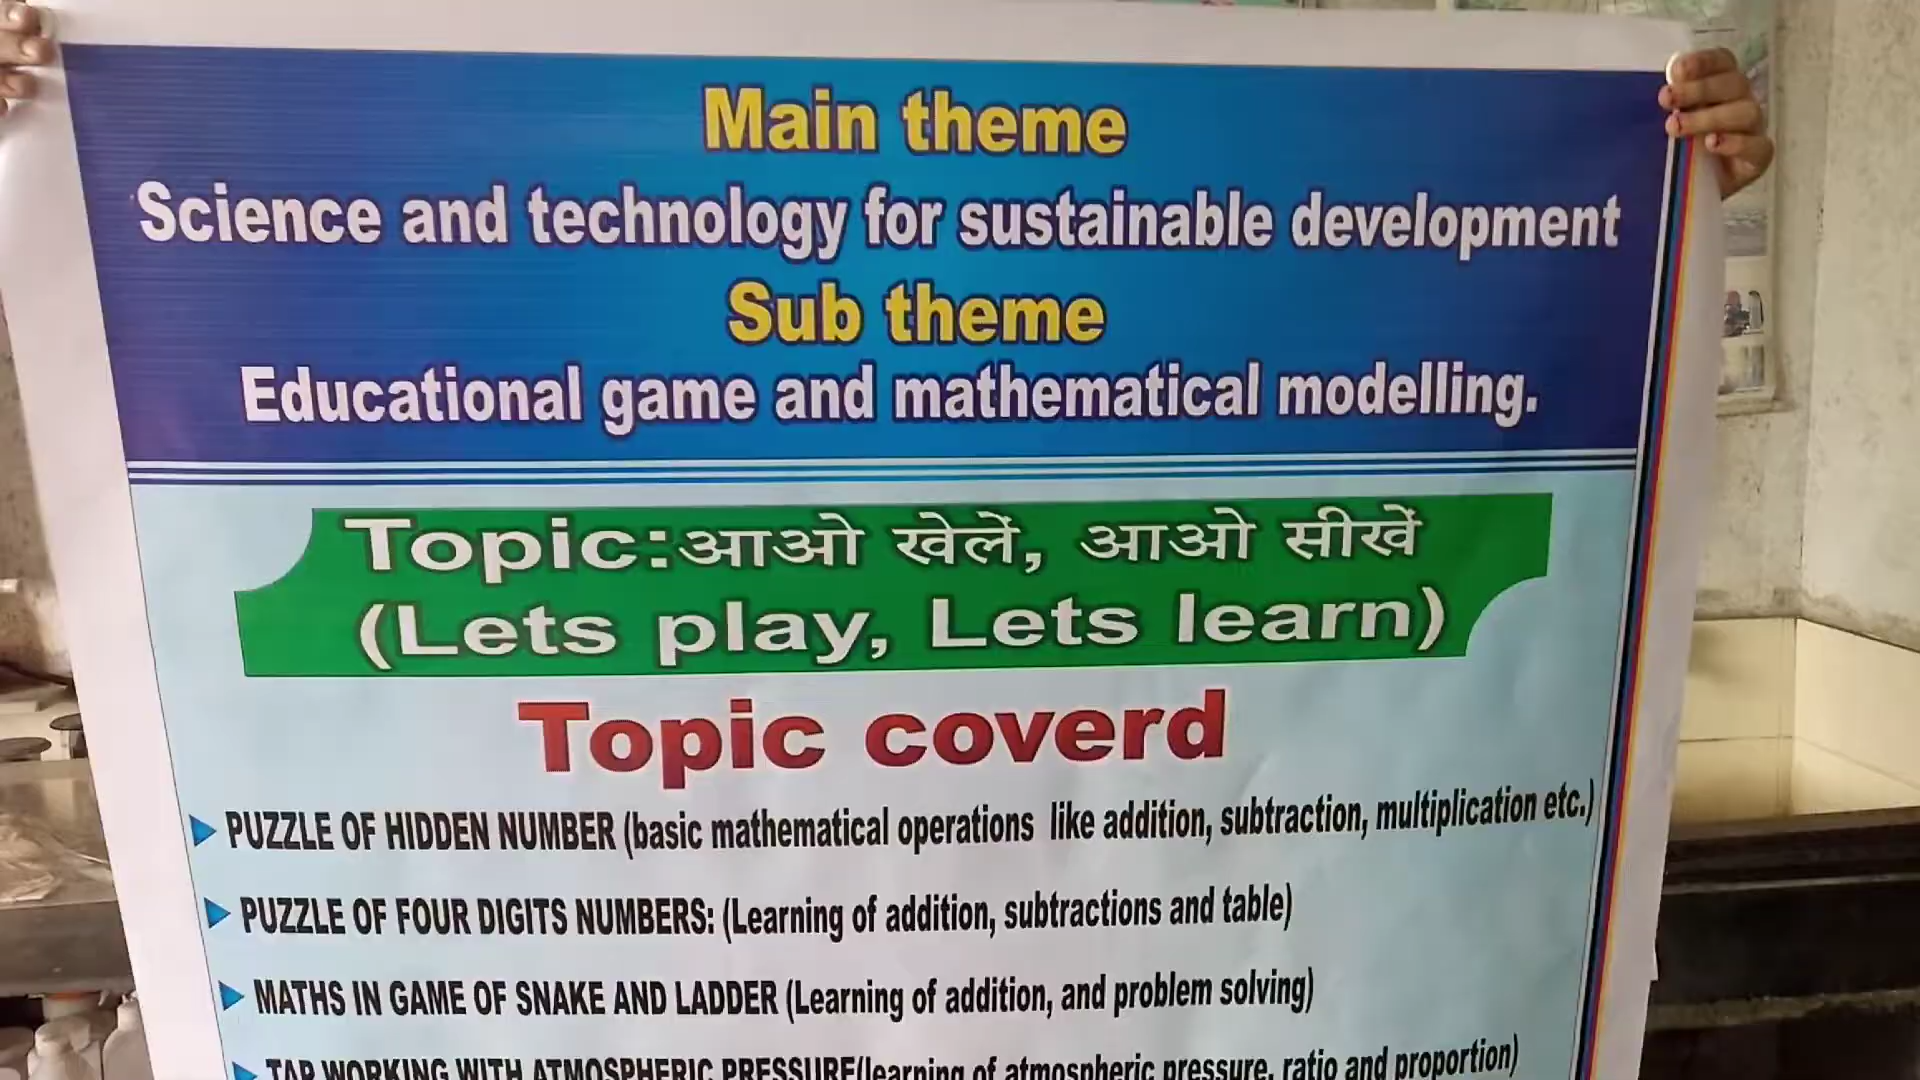 Main theme
Science and technology for sustainable development
Sub theme
Educational game and mathematical modelling.
Topic:आओ खेलें, आओ सीखें
(Lets play, Lets learn)
Topic coverd
PUZZLE OF HIDDEN NUMBER (basic mathematical operations like addition, subtraction, multiplication etc.)
PUZZLE OF FOUR DIGITS NUMBERS: (Learning of addition, subtractions and table)
MATHS IN GAME OF SNAKE AND LADDER (Learning of addition, and problem solving)
TAP WORKING WITH ATMOSPHERIC PRESSURE(learning of atmospheric pressure, ratio and proportion)